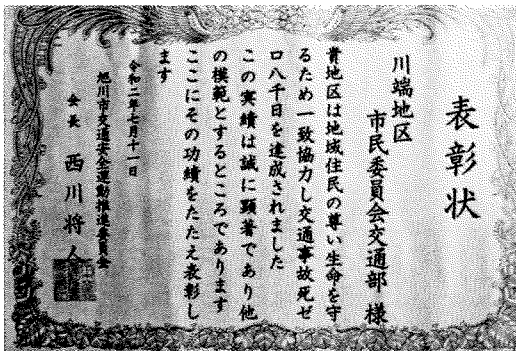 表彰状
川端地区
市民委員会交通部 様
貴地区は地域住民の尊い生命を守
るため一致協力し交通事故死ゼ
ロ八千日を達成されました
この実績は誠に顕著であり他
の模範とするところであります
ここにその功績をたたえ表彰し
ます
令和二年七月十一日
旭川市交通安全運動推進委員会
会長 西川将人